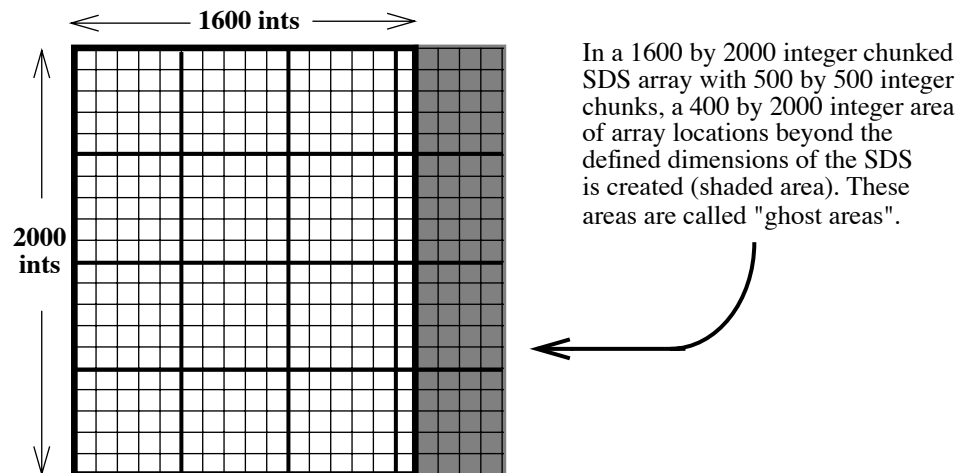 1600 ints
2000
ints
In a 1600 by 2000 integer chunked
SDS array with 500 by 500 integer
chunks, a 400 by 2000 integer area
of array locations beyond the
defined dimensions of the SDS
is created (shaded area). These
areas are called "ghost areas".